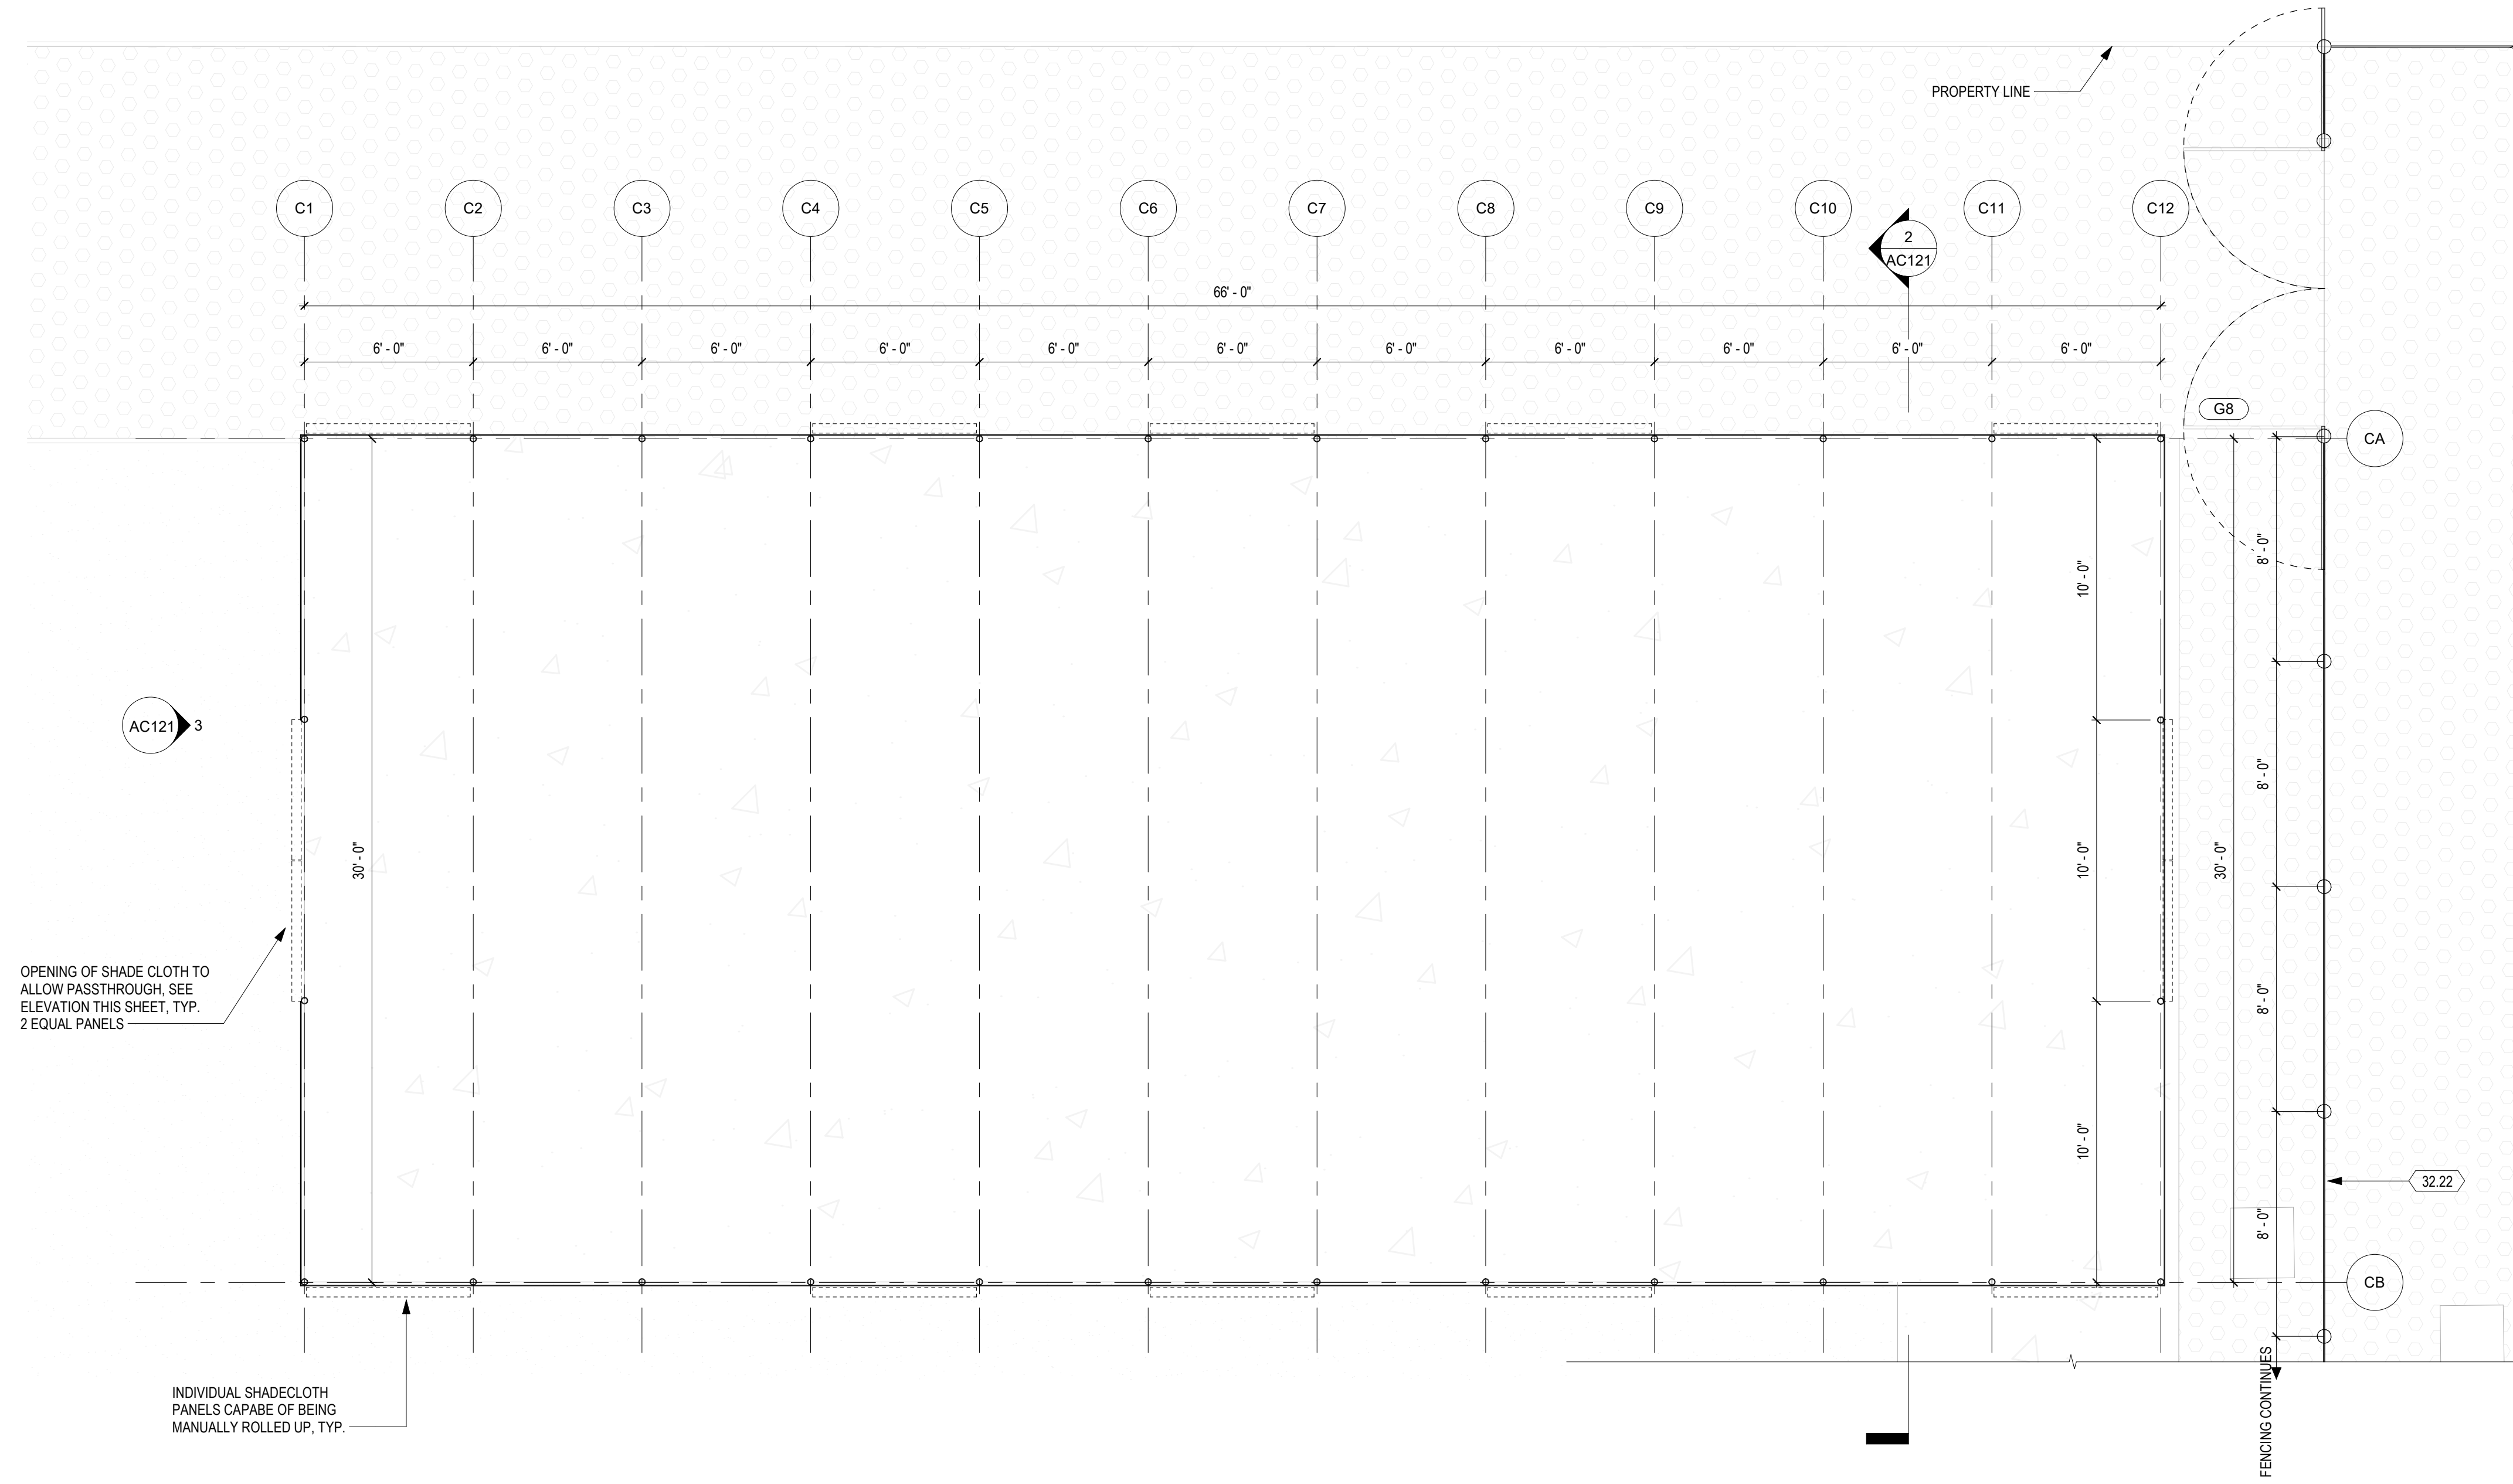 PROPERTY LINE
C1
C2
C3
C4
C5
C6
C7
C8
C9
C10
C11
C12
2
AC121
66' - 0"
6' - 0"
6' - 0"
6' - 0"
6' - 0"
6' - 0"
6' - 0"
6' - 0"
6' - 0"
6' - 0"
6' - 0"
6' - 0"
G8
CA
8' - 0"
10' - 0"
AC121
3
8' - 0"
30' - 0"
10' - 0"
30' - 0"
OPENING OF SHADE CLOTH TO
ALLOW PASSTHROUGH, SEE
ELEVATION THIS SHEET, TYP.
2 EQUAL PANELS
8' - 0"
10' - 0"
32.22
8' - 0"
CB
INDIVIDUAL SHADECLOTH
PANELS CAPABE OF BEING
MANUALLY ROLLED UP, TYP.
FENCING CONTINUES